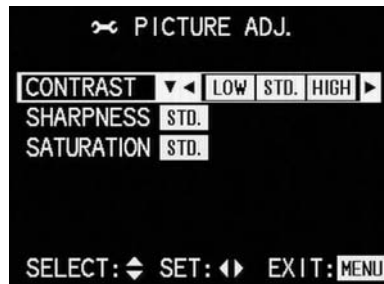 PICTURE ADJ.
CONTRAST LOW STD. HIGH
SHARPNESS STD.
SATURATION STD.
SELECT: SET: EXIT: MENU